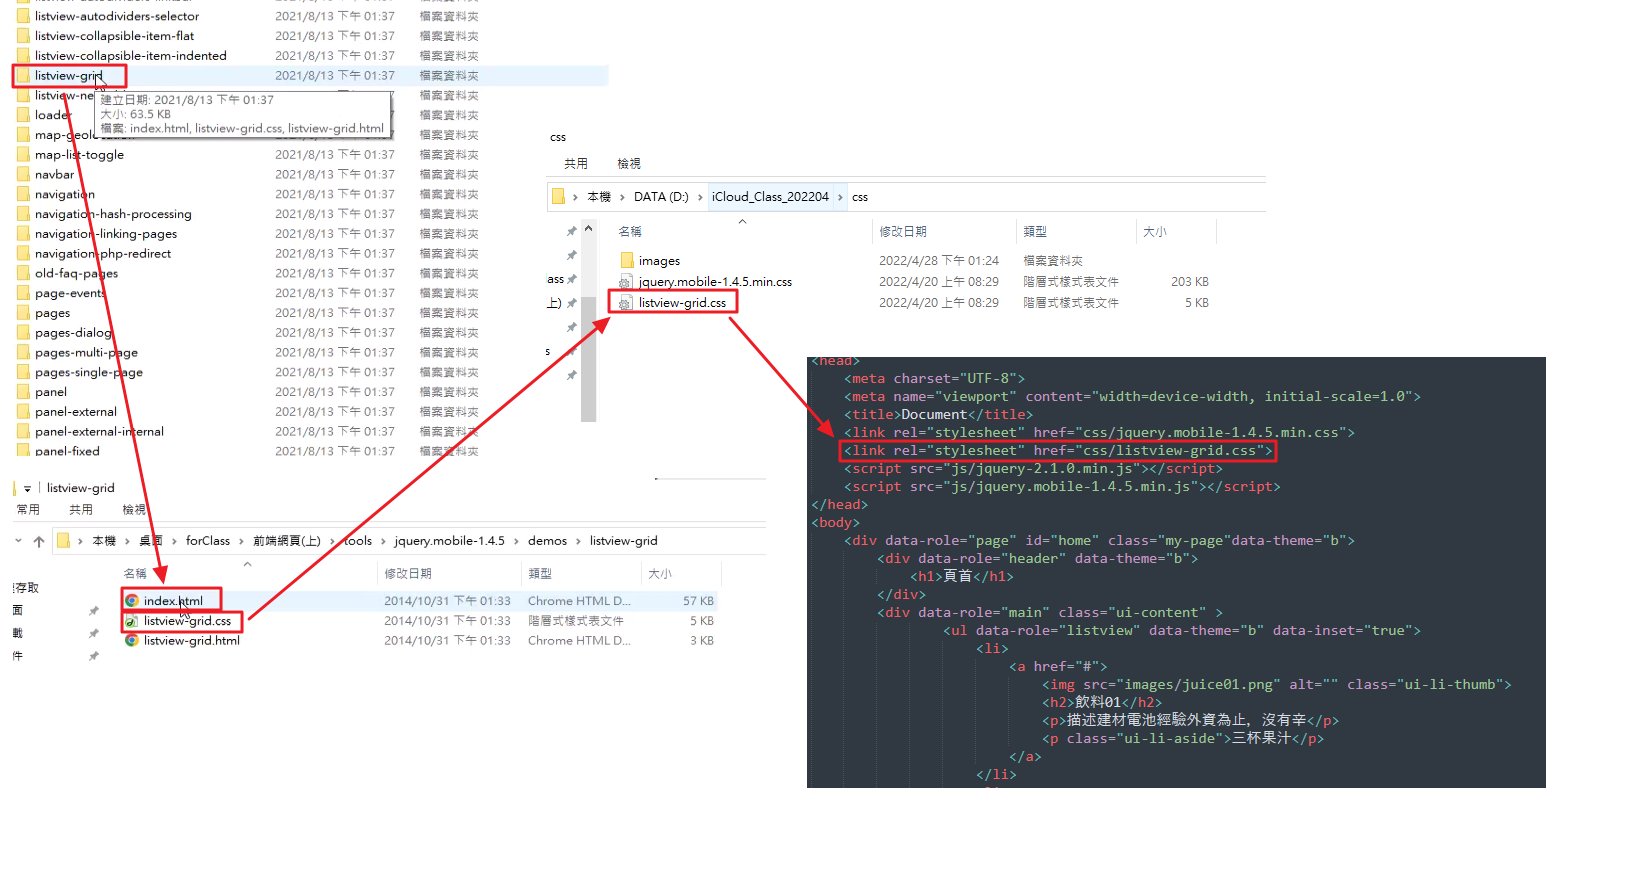 listview-autodividers-selector 2021/8/13 下午 01:37 檔案資料夾
listview-collapsible-item-flat 2021/8/13 下午 01:37 檔案資料夾
listview-collapsible-item-indented 2021/8/13 下午 01:37 檔案資料夾
listview-grid 2021/8/13 下午 01:37 檔案資料夾
listview-ne 檔案資料夾
建立日期: 2021/8/13 下午 01:37
大小: 63.5 KB
檔案: index.html, listview-grid.css, listview-grid.html
loader 檔案資料夾
map-geolocation 檔案資料夾
map-list-toggle 2021/8/13 下午 01:37 檔案資料夾
navbar 2021/8/13 下午 01:37 檔案資料夾
navigation 2021/8/13 下午 01:37 檔案資料夾
navigation-hash-processing 2021/8/13 下午 01:37 檔案資料夾
navigation-linking-pages 2021/8/13 下午 01:37 檔案資料夾
navigation-php-redirect 2021/8/13 下午 01:37 檔案資料夾
old-faq-pages 2021/8/13 下午 01:37 檔案資料夾
page-events 2021/8/13 下午 01:37 檔案資料夾
pages 2021/8/13 下午 01:37 檔案資料夾
pages-dialog 2021/8/13 下午 01:37 檔案資料夾
pages-multi-page 2021/8/13 下午 01:37 檔案資料夾
pages-single-page 2021/8/13 下午 01:37 檔案資料夾
panel 2021/8/13 下午 01:37 檔案資料夾
panel-external 2021/8/13 下午 01:37 檔案資料夾
panel-external-internal 2021/8/13 下午 01:37 檔案資料夾
panel-fixed 2021/8/13 下午 01:37 檔案資料夾
listview-grid
常用 共用 檢視
本機 › 桌面 › forClass › 前端網頁(上) › tools › jquery.mobile-1.4.5 › demos › listview-grid
名稱 修改日期 類型 大小
存取
面
載
件
index.html 2014/10/31 下午 01:33 Chrome HTML D... 57 KB
listview-grid.css 2014/10/31 下午 01:33 階層式樣式表文件 5 KB
listview-grid.html 2014/10/31 下午 01:33 Chrome HTML D... 3 KB
css
共用 檢視
本機 › DATA (D:) › iCloud_Class_202204 › css
名稱 修改日期 類型 大小
ass
上)
s
images 2022/4/28 下午 01:24 檔案資料夾
jquery.mobile-1.4.5.min.css 2022/4/20 上午 08:29 階層式樣式表文件 203 KB
listview-grid.css 2022/4/20 上午 08:29 階層式樣式表文件 5 KB
<head>
<meta charset="UTF-8">
<meta name="viewport" content="width=device-width, initial-scale=1.0">
<title>Document</title>
<link rel="stylesheet" href="css/jquery.mobile-1.4.5.min.css">
<link rel="stylesheet" href="css/listview-grid.css">
<script src="js/jquery-2.1.0.min.js"></script>
<script src="js/jquery.mobile-1.4.5.min.js"></script>
</head>
<body>
<div data-role="page" id="home" class="my-page"data-theme="b">
<div data-role="header" data-theme="b">
<h1>頁首</h1>
</div>
<div data-role="main" class="ui-content" >
<ul data-role="listview" data-theme="b" data-inset="true">
<li>
<a href="#">
<img src="images/juice01.png" alt="" class="ui-li-thumb">
<h2>飲料01</h2>
<p>描述建材電池經驗外資為止，沒有辛</p>
<p class="ui-li-aside">三杯果汁</p>
</a>
</li>